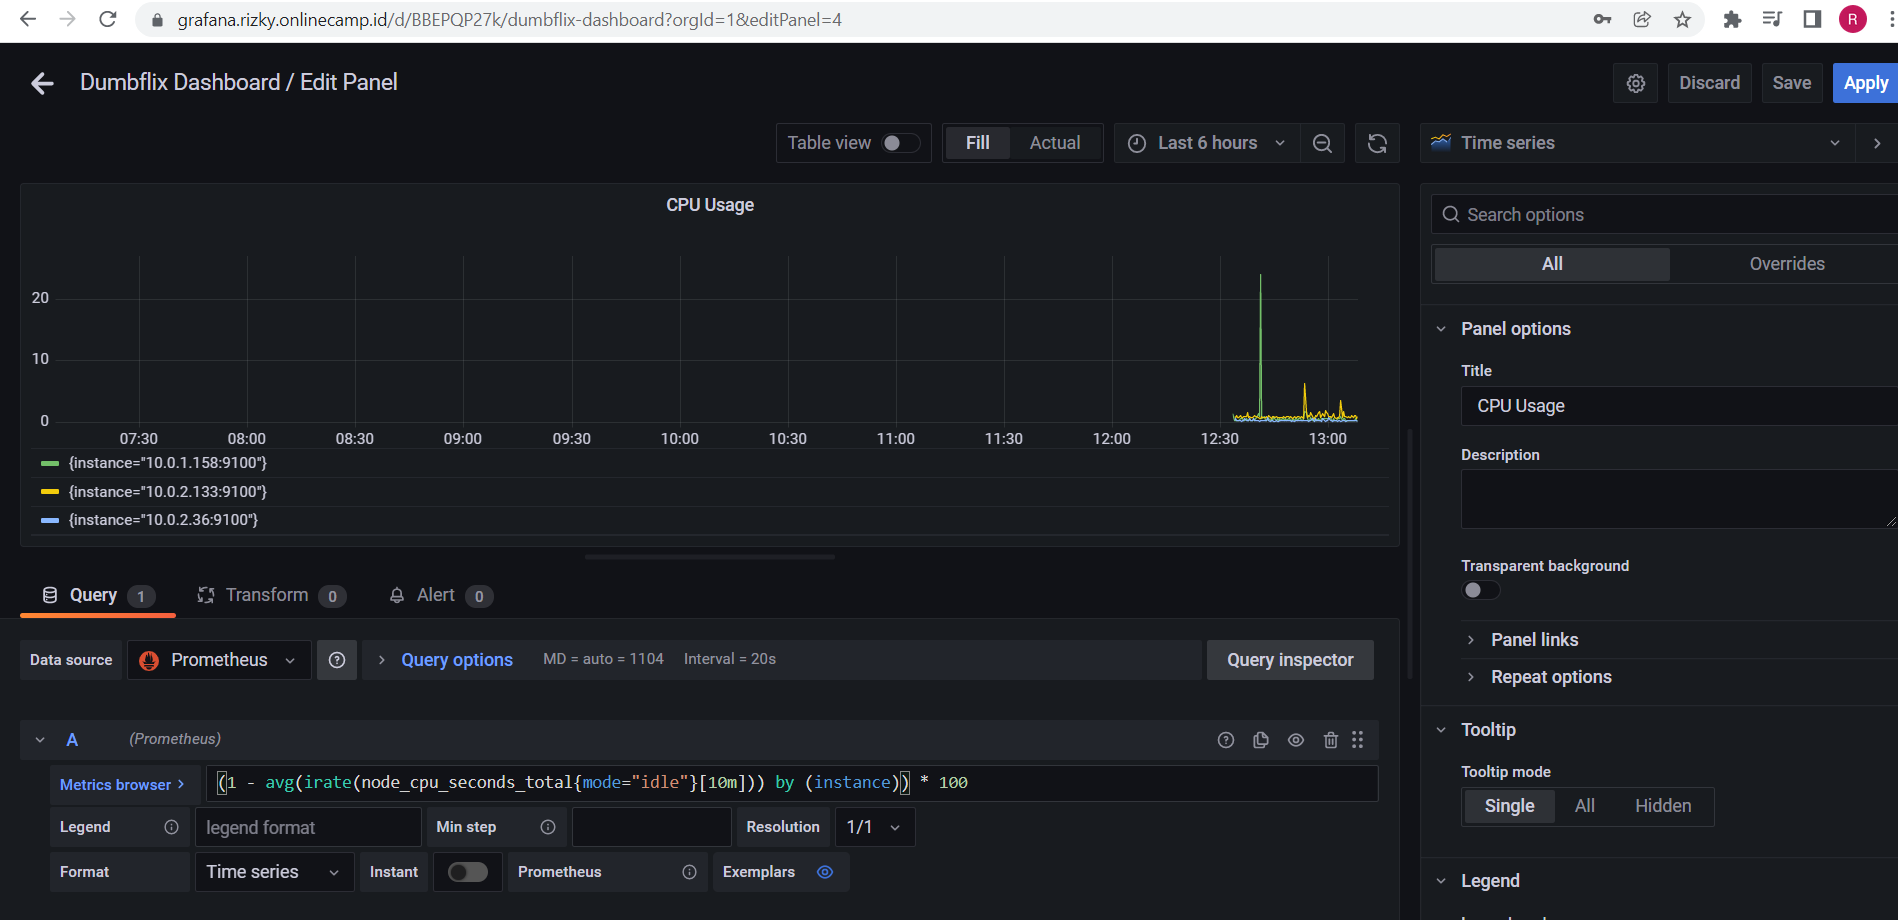 grafana.rizky.onlinecamp.id/d/BBEPQP27k/dumbflix-dashboard?orgId=1&editPanel=4
R
Dumbflix Dashboard / Edit Panel
Discard
Save
Apply
Table view
Fill
Actual
Last 6 hours
Time series
CPU Usage
20
10
0
07:30 08:00 08:30 09:00 09:30 10:00 10:30 11:00 11:30 12:00 12:30 13:00
{instance="10.0.1.158:9100"}
{instance="10.0.2.133:9100"}
{instance="10.0.2.36:9100"}
Search options
All
Overrides
Panel options
Title
CPU Usage
Description
Transparent background
Panel links
Repeat options
Tooltip
Tooltip mode
Single
All
Hidden
Legend
Query 1
Transform 0
Alert 0
Data source
Prometheus
Query options
MD = auto = 1104
Interval = 20s
Query inspector
A
(Prometheus)
Metrics browser
(1 - avg(irate(node_cpu_seconds_total{mode="idle"}[10m])) by (instance)) * 100
Legend
legend format
Min step
Resolution
1/1
Format
Time series
Instant
Prometheus
Exemplars